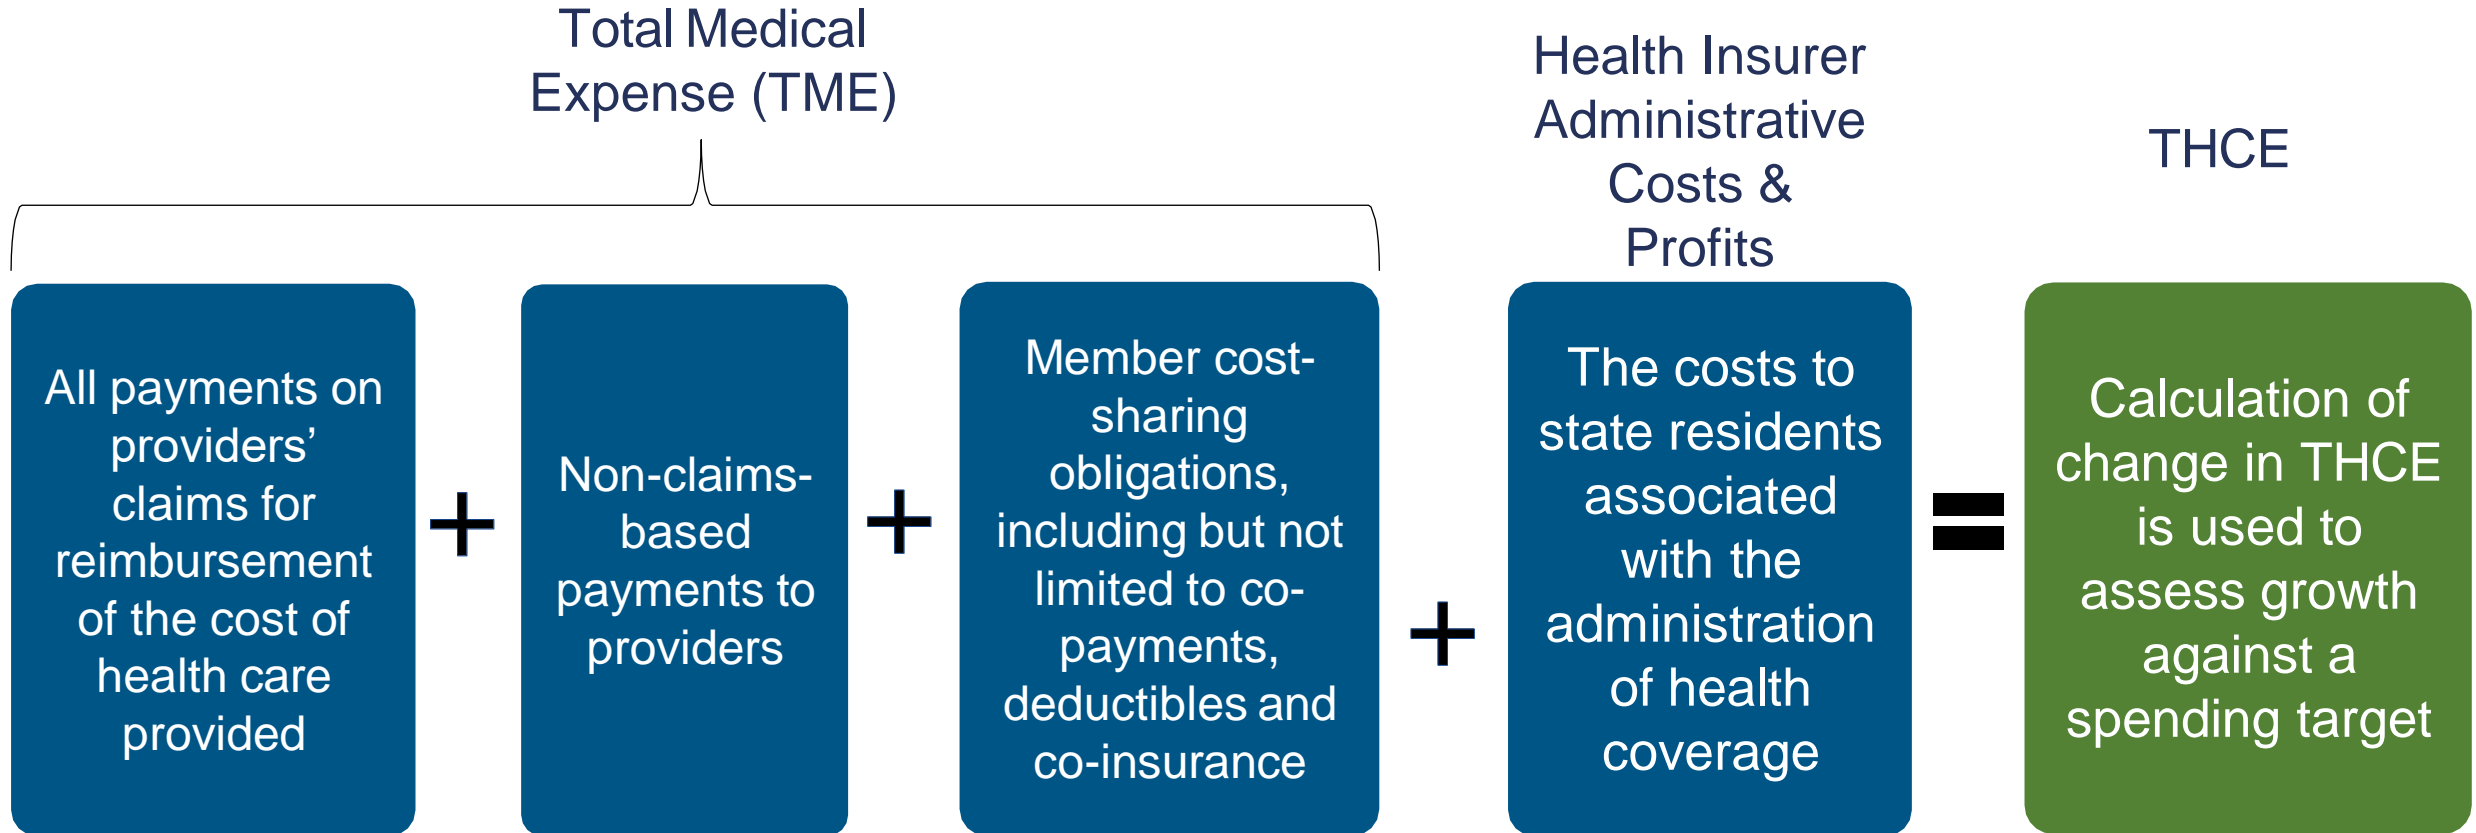 Total Medical
Expense (TME)
Health Insurer
Administrative
Costs &
Profits
THCE
All payments on
providers’
claims for
reimbursement
of the cost of
health care
provided
+
Non-claims-
based
payments to
providers
+
Member cost-
sharing
obligations,
including but not
limited to co-
payments,
deductibles and
co-insurance
+
The costs to
state residents
associated
with the
administration
of health
coverage
=
Calculation of
change in THCE
is used to
assess growth
against a
spending target